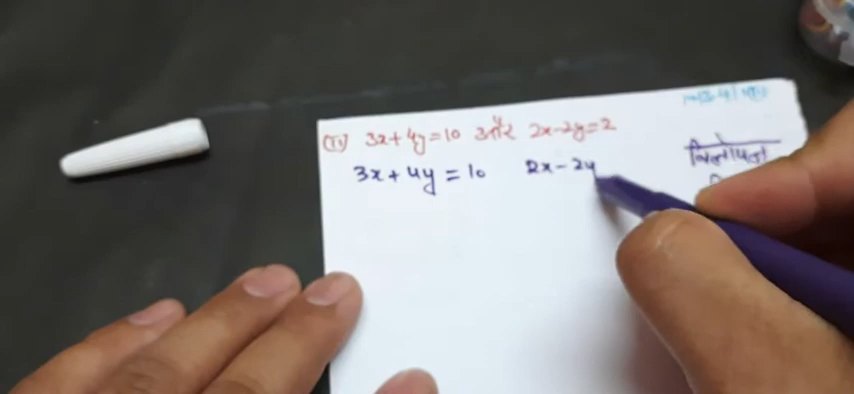 (ii) 3x+4y=10 और 2x-2y=2
3x+4y=10 2x-2y
विलोपन